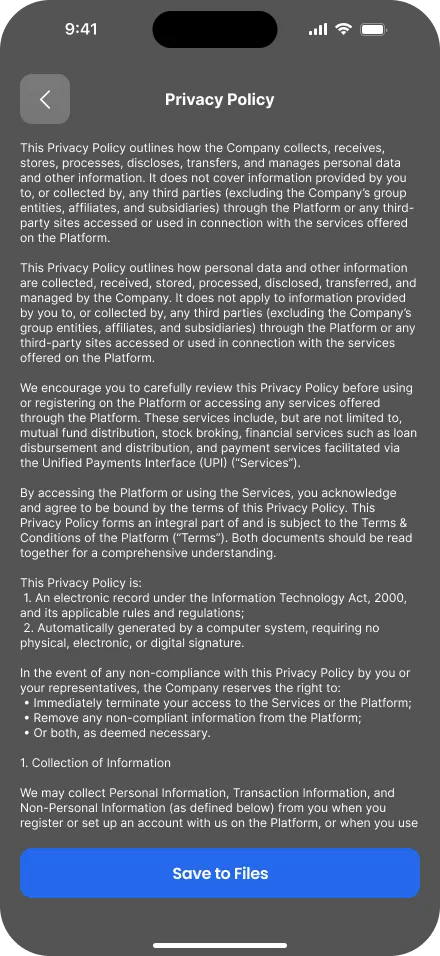 9:41
Privacy Policy
This Privacy Policy outlines how the Company collects, receives,
stores, processes, discloses, transfers, and manages personal data
and other information. It does not cover information provided by you
to, or collected by, any third parties (excluding the Company's group
entities, affiliates, and subsidiaries) through the Platform or any third-
party sites accessed or used in connection with the services offered
on the Platform.
This Privacy Policy outlines how personal data and other information
are collected, received, stored, processed, disclosed, transferred, and
managed by the Company. It does not apply to information provided
by you to, or collected by, any third parties (excluding the Company's
group entities, affiliates, and subsidiaries) through the Platform or any
third-party sites accessed or used in connection with the services
offered on the Platform.
We encourage you to carefully review this Privacy Policy before using
or registering on the Platform or accessing any services offered
through the Platform. These services include, but are not limited to,
mutual fund distribution, stock broking, financial services such as loan
disbursement and distribution, and payment services facilitated via
the Unified Payments Interface (UPI) (“Services”).
By accessing the Platform or using the Services, you acknowledge
and agree to be bound by the terms of this Privacy Policy. This
Privacy Policy forms an integral part of and is subject to the Terms &
Conditions of the Platform (“Terms”). Both documents should be read
together for a comprehensive understanding.
This Privacy Policy is:
1. An electronic record under the Information Technology Act, 2000,
and its applicable rules and regulations;
2. Automatically generated by a computer system, requiring no
physical, electronic, or digital signature.
In the event of any non-compliance with this Privacy Policy by you or
your representatives, the Company reserves the right to:
• Immediately terminate your access to the Services or the Platform;
• Remove any non-compliant information from the Platform;
• Or both, as deemed necessary.
1. Collection of Information
We may collect Personal Information, Transaction Information, and
Non-Personal Information (as defined below) from you when you
register or set up an account with us on the Platform, or when you use
Save to Files